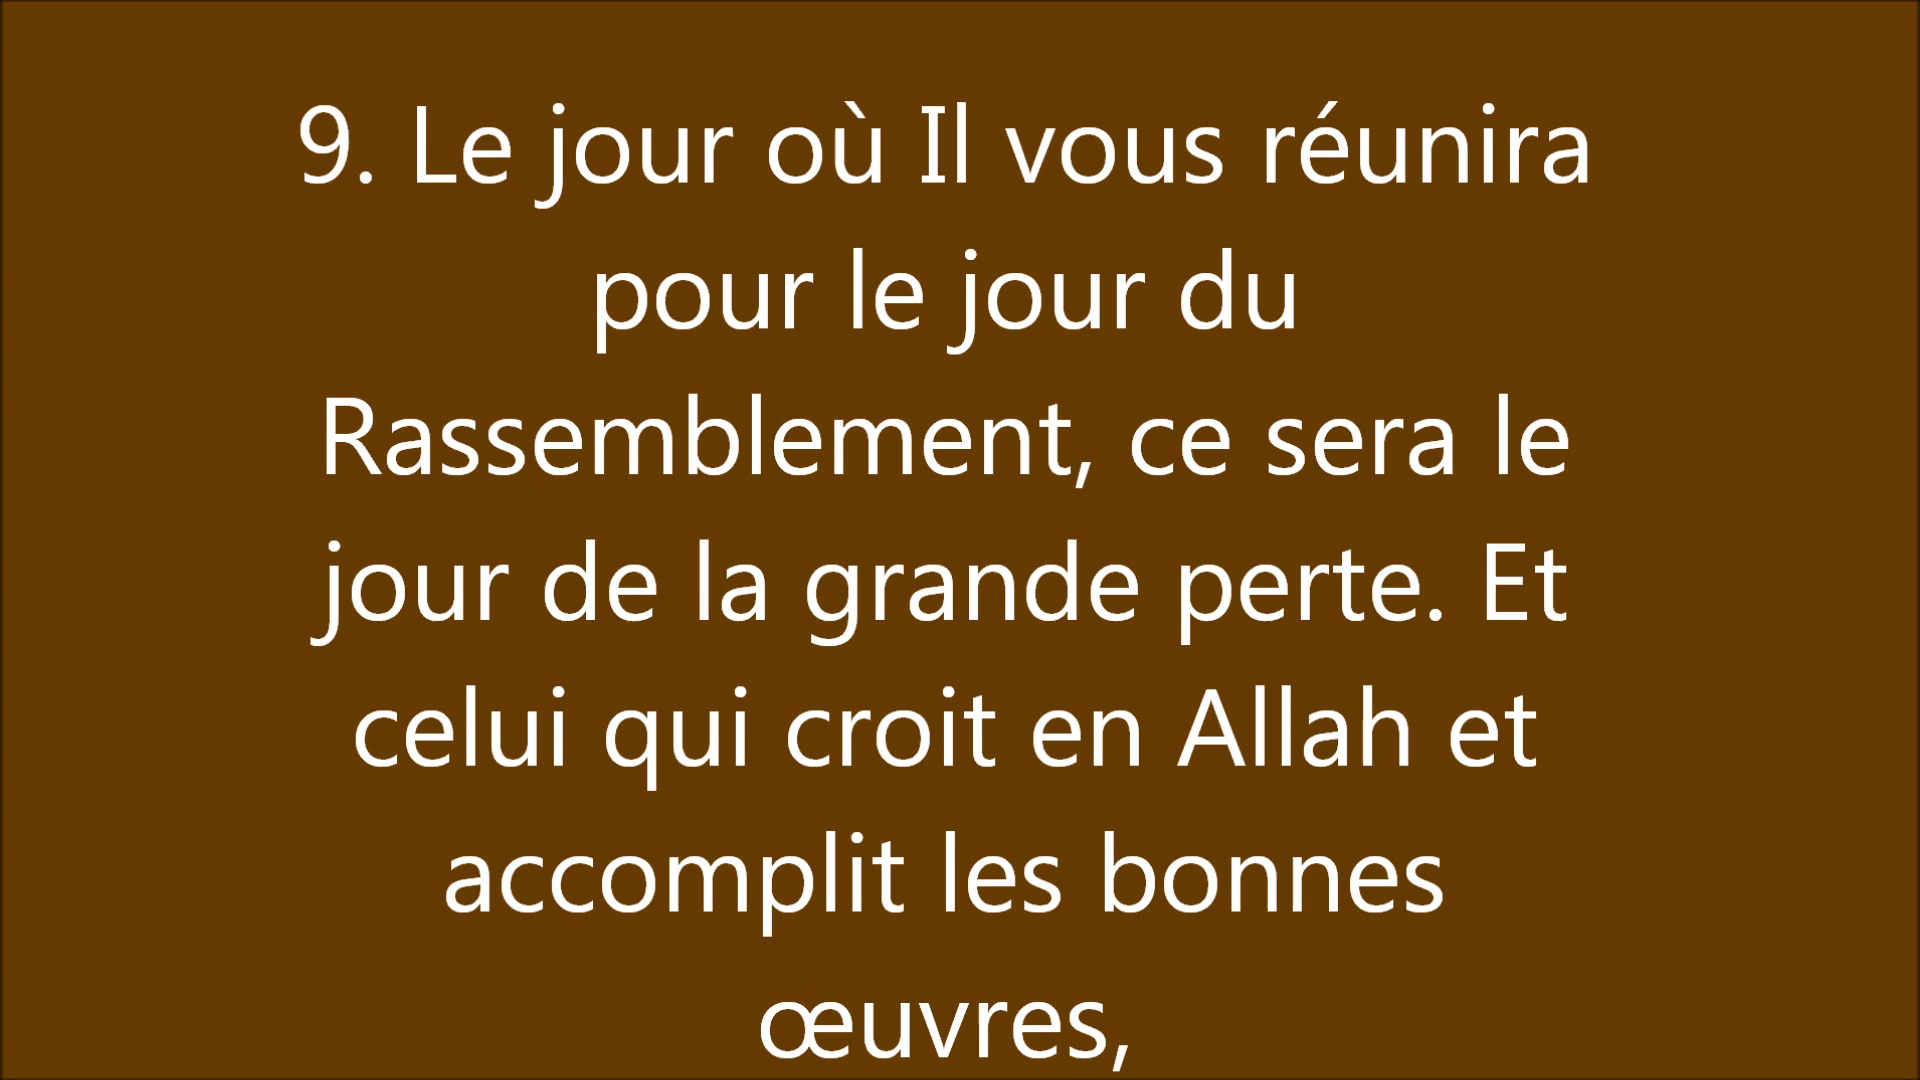 9. Le jour où Il vous réunira
pour le jour du
Rassemblement, ce sera le
jour de la grande perte. Et
celui qui croit en Allah et
accomplit les bonnes
œuvres,